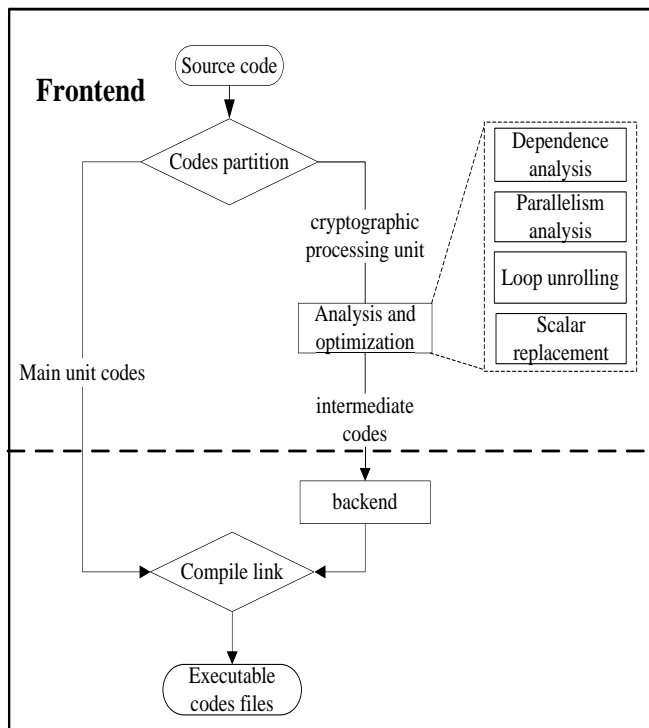 Source code
Frontend
Codes partition
Dependence
analysis
Parallelism
analysis
Loop unrolling
Scalar
replacement
cryptographic
processing unit
Analysis and
optimization
Main unit codes
intermediate
codes
backend
Compile link
Executable
codes files